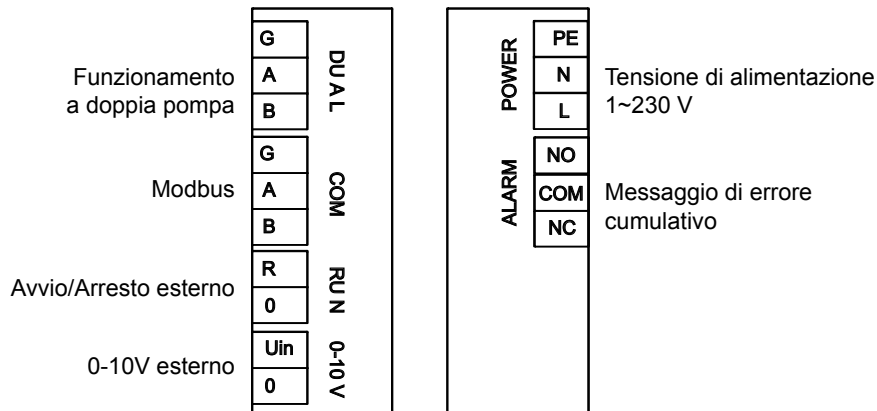 Funzionamento
a doppia pompa
G
A
B
DUAL
Modbus
G
A
B
COM
Avvio/Arresto esterno
R
0
RUN
0-10V esterno
Uin
0
0-10 V
POWER
PE
N
L
Tensione di alimentazione
1~230 V
ALARM
NO
COM
NC
Messaggio di errore
cumulativo